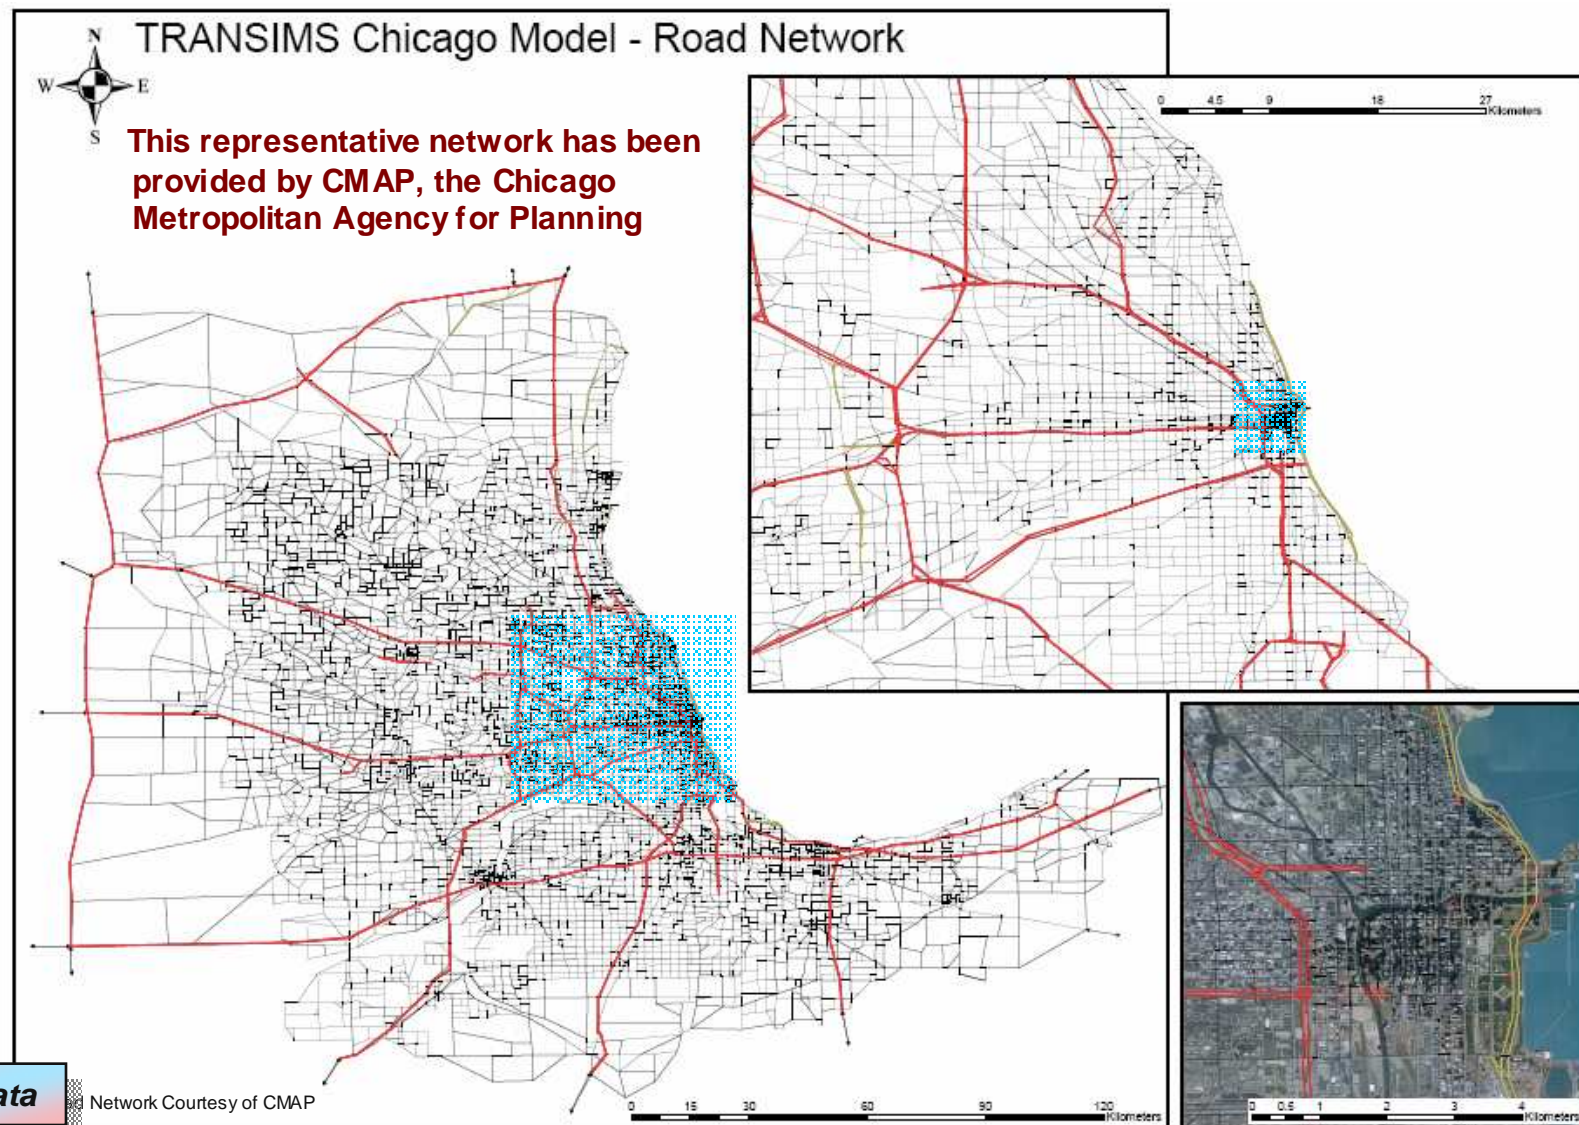 TRANSIMS Chicago Model - Road Network
N
W E
S
This representative network has been
provided by CMAP, the Chicago
Metropolitan Agency for Planning
0 4.5 9 18 27
Kilometers
ata
Network Courtesy of CMAP
0 15 30 60 90 120
Kilometers
0 0.5 1 2 3 4
Kilometers